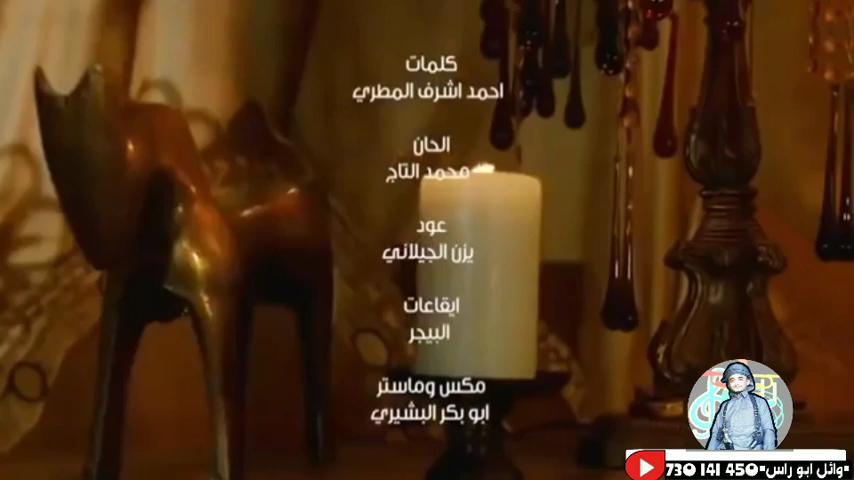 كلمات
احمد اشرف المطري
الحان
محمد التاج
عود
يزن الجيلاني
ايقاعات
البيجر
مكس وماستر
ابو بكر البشيري
730 141 450•وائل ابو راس•